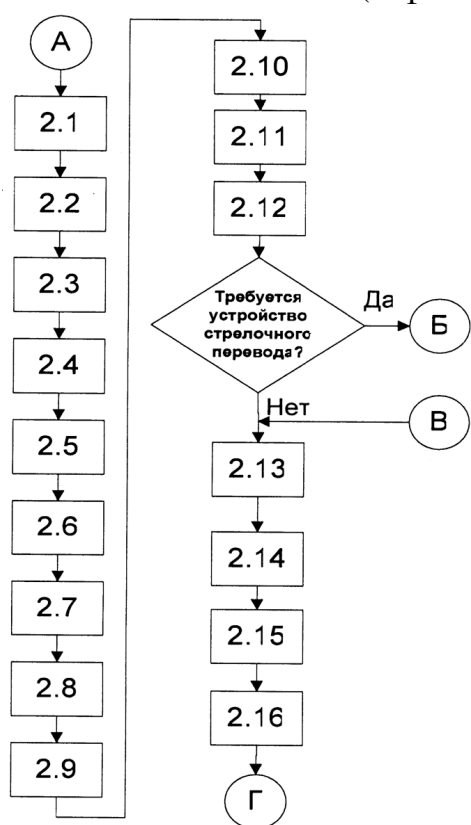 А
2.1
2.2
2.3
2.4
2.5
2.6
2.7
2.8
2.9
2.10
2.11
2.12
Требуется
устройство
стрелочного
перевода?
Да
Б
Нет
В
2.13
2.14
2.15
2.16
Г